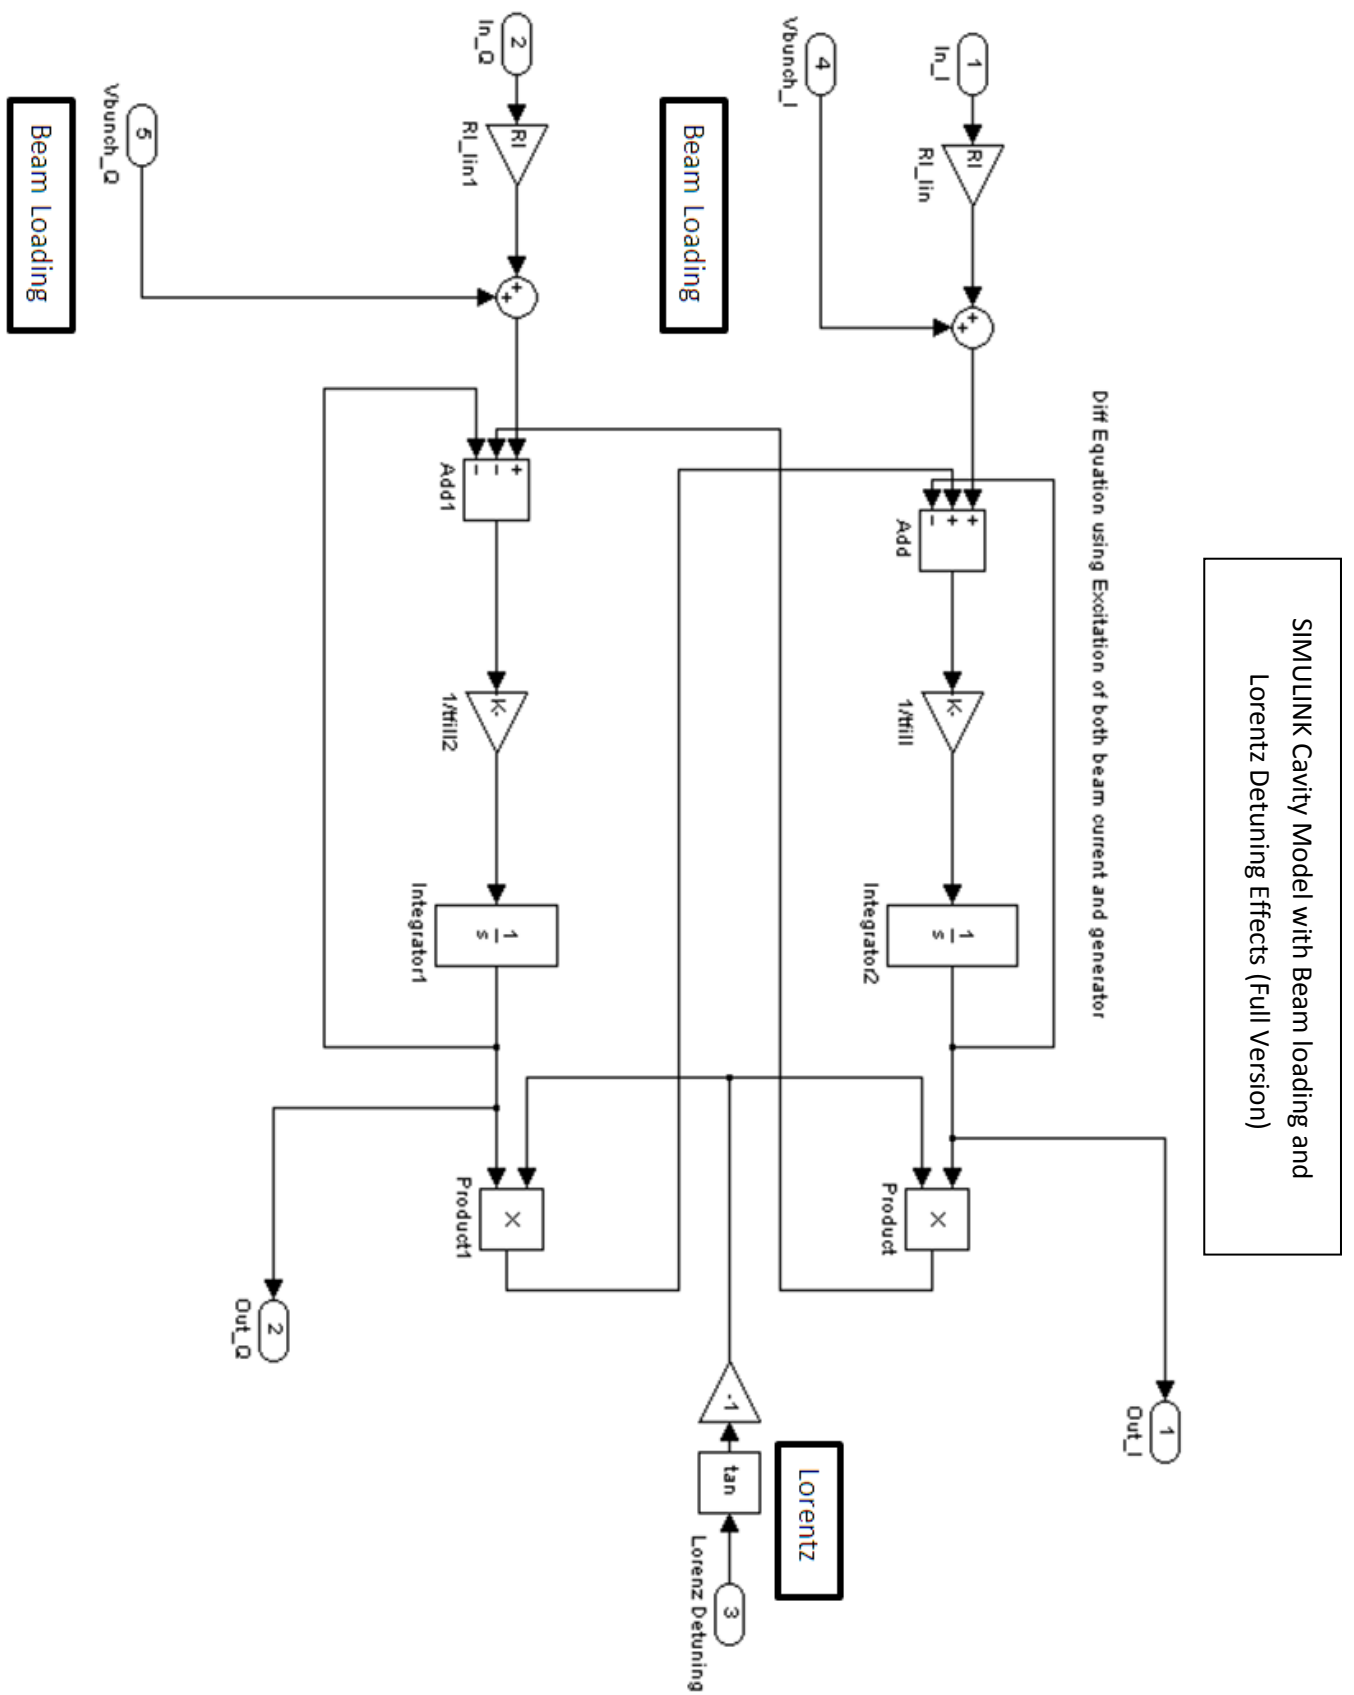 SIMULINK Cavity Model with Beam loading and
Lorentz Detuning Effects (Full Version)
Diff Equation using Excitation of both beam current and generator
1
In_I
RI
RI_lin
4
Vbunch_I
+
+
Beam Loading
+
+
−
Add
K-
1/tfill
1
s
Integrator2
×
Product
1
Out_I
Lorentz
3
Lorenz Detuning
tan
-1
2
In_Q
RI
RI_lin1
5
Vbunch_Q
+
+
Beam Loading
+
−
−
Add1
K-
1/tfill2
1
s
Integrator1
×
Product1
2
Out_Q